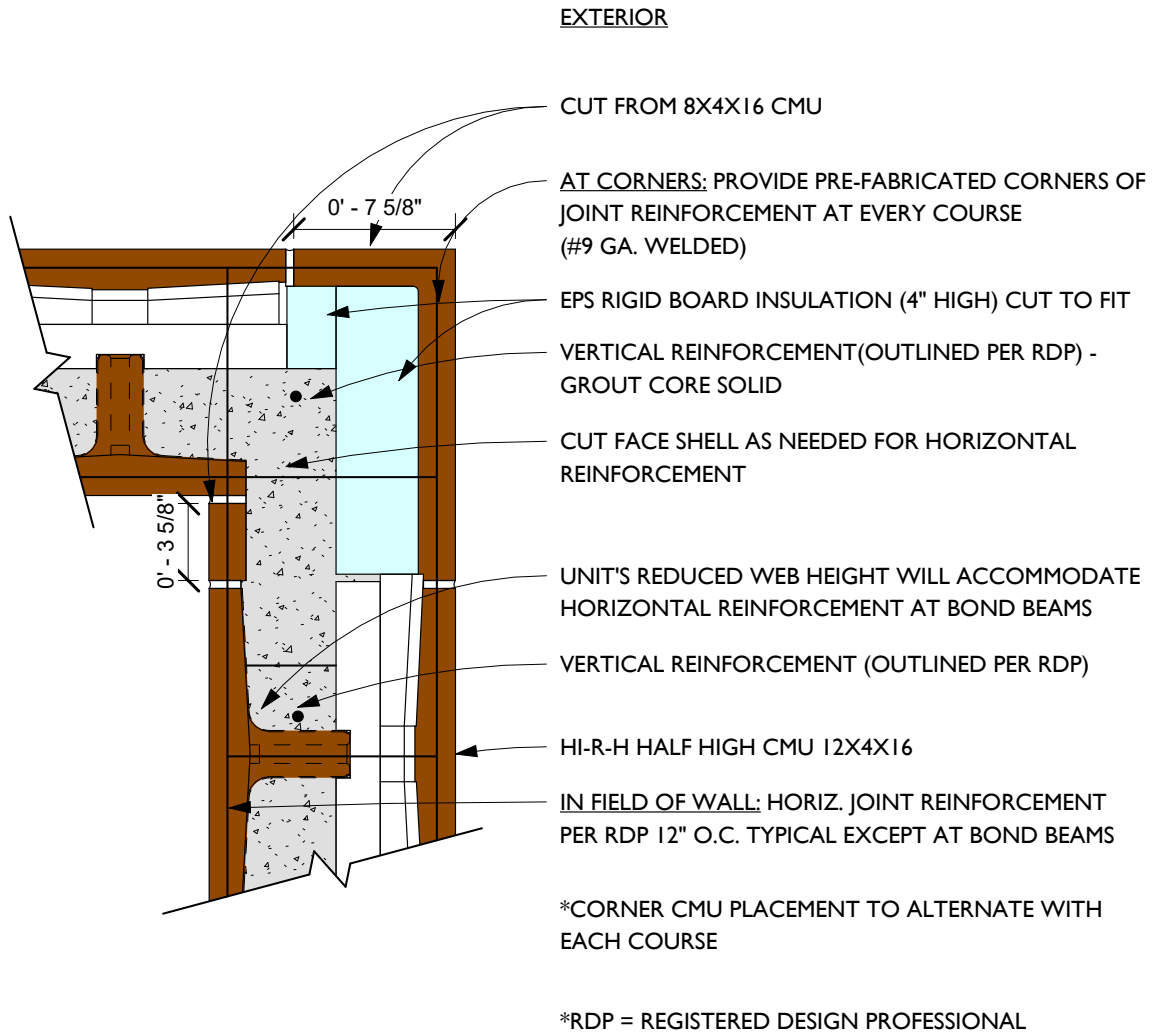 EXTERIOR
CUT FROM 8X4X16 CMU
AT CORNERS: PROVIDE PRE-FABRICATED CORNERS OF
JOINT REINFORCEMENT AT EVERY COURSE
(#9 GA. WELDED)
0' - 7 5/8"
EPS RIGID BOARD INSULATION (4" HIGH) CUT TO FIT
VERTICAL REINFORCEMENT(OUTLINED PER RDP) -
GROUT CORE SOLID
CUT FACE SHELL AS NEEDED FOR HORIZONTAL
REINFORCEMENT
0' - 3 5/8"
UNIT'S REDUCED WEB HEIGHT WILL ACCOMMODATE
HORIZONTAL REINFORCEMENT AT BOND BEAMS
VERTICAL REINFORCEMENT (OUTLINED PER RDP)
HI-R-H HALF HIGH CMU 12X4X16
IN FIELD OF WALL: HORIZ. JOINT REINFORCEMENT
PER RDP 12" O.C. TYPICAL EXCEPT AT BOND BEAMS
*CORNER CMU PLACEMENT TO ALTERNATE WITH
EACH COURSE
*RDP = REGISTERED DESIGN PROFESSIONAL